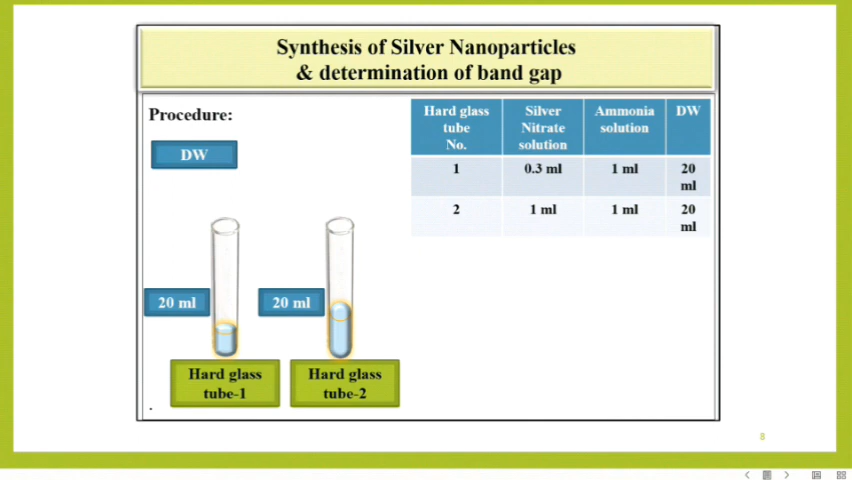 Synthesis of Silver Nanoparticles
& determination of band gap
Procedure:
DW
20 ml
20 ml
Hard glass
tube-1
Hard glass
tube-2
.
Hard glass
tube
No.
Silver
Nitrate
solution
Ammonia
solution
DW
1
0.3 ml
1 ml
20
ml
2
1 ml
1 ml
20
ml
8